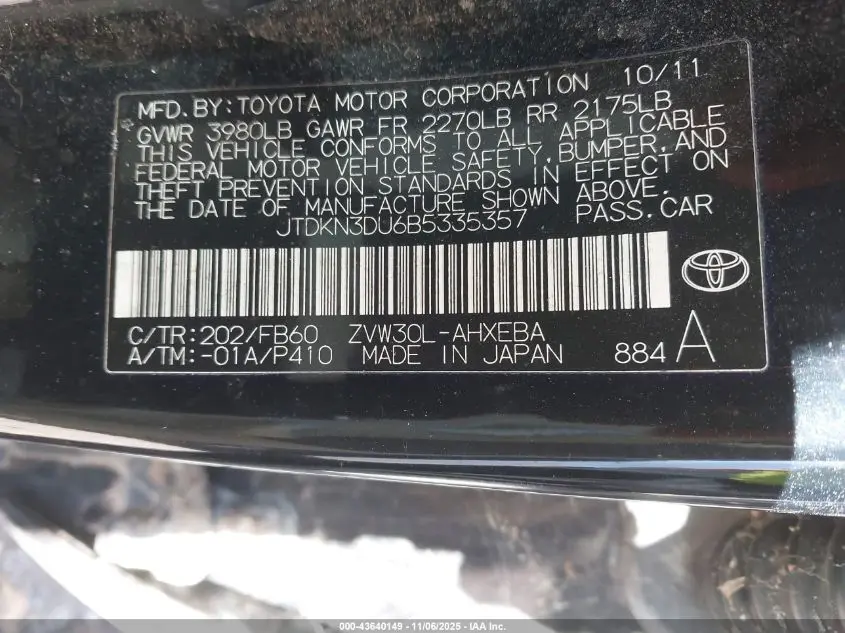 MFD. BY: TOYOTA MOTOR CORPORATION 10/11
GVWR 3980LB GAWR FR 2270LB RR 2175LB
THIS VEHICLE CONFORMS TO ALL APPLICABLE
FEDERAL MOTOR VEHICLE SAFETY, BUMPER, AND
THEFT PREVENTION STANDARDS IN EFFECT ON
THE DATE OF MANUFACTURE SHOWN ABOVE.
JTDKN3DU6B5335357 PASS.CAR
C/TR:202/FB60 ZVW30L-AHXEBA
A/TM:-01A/P410 MADE IN JAPAN 884 A
000-43640149 - 11/06/2025 - IAA Inc.